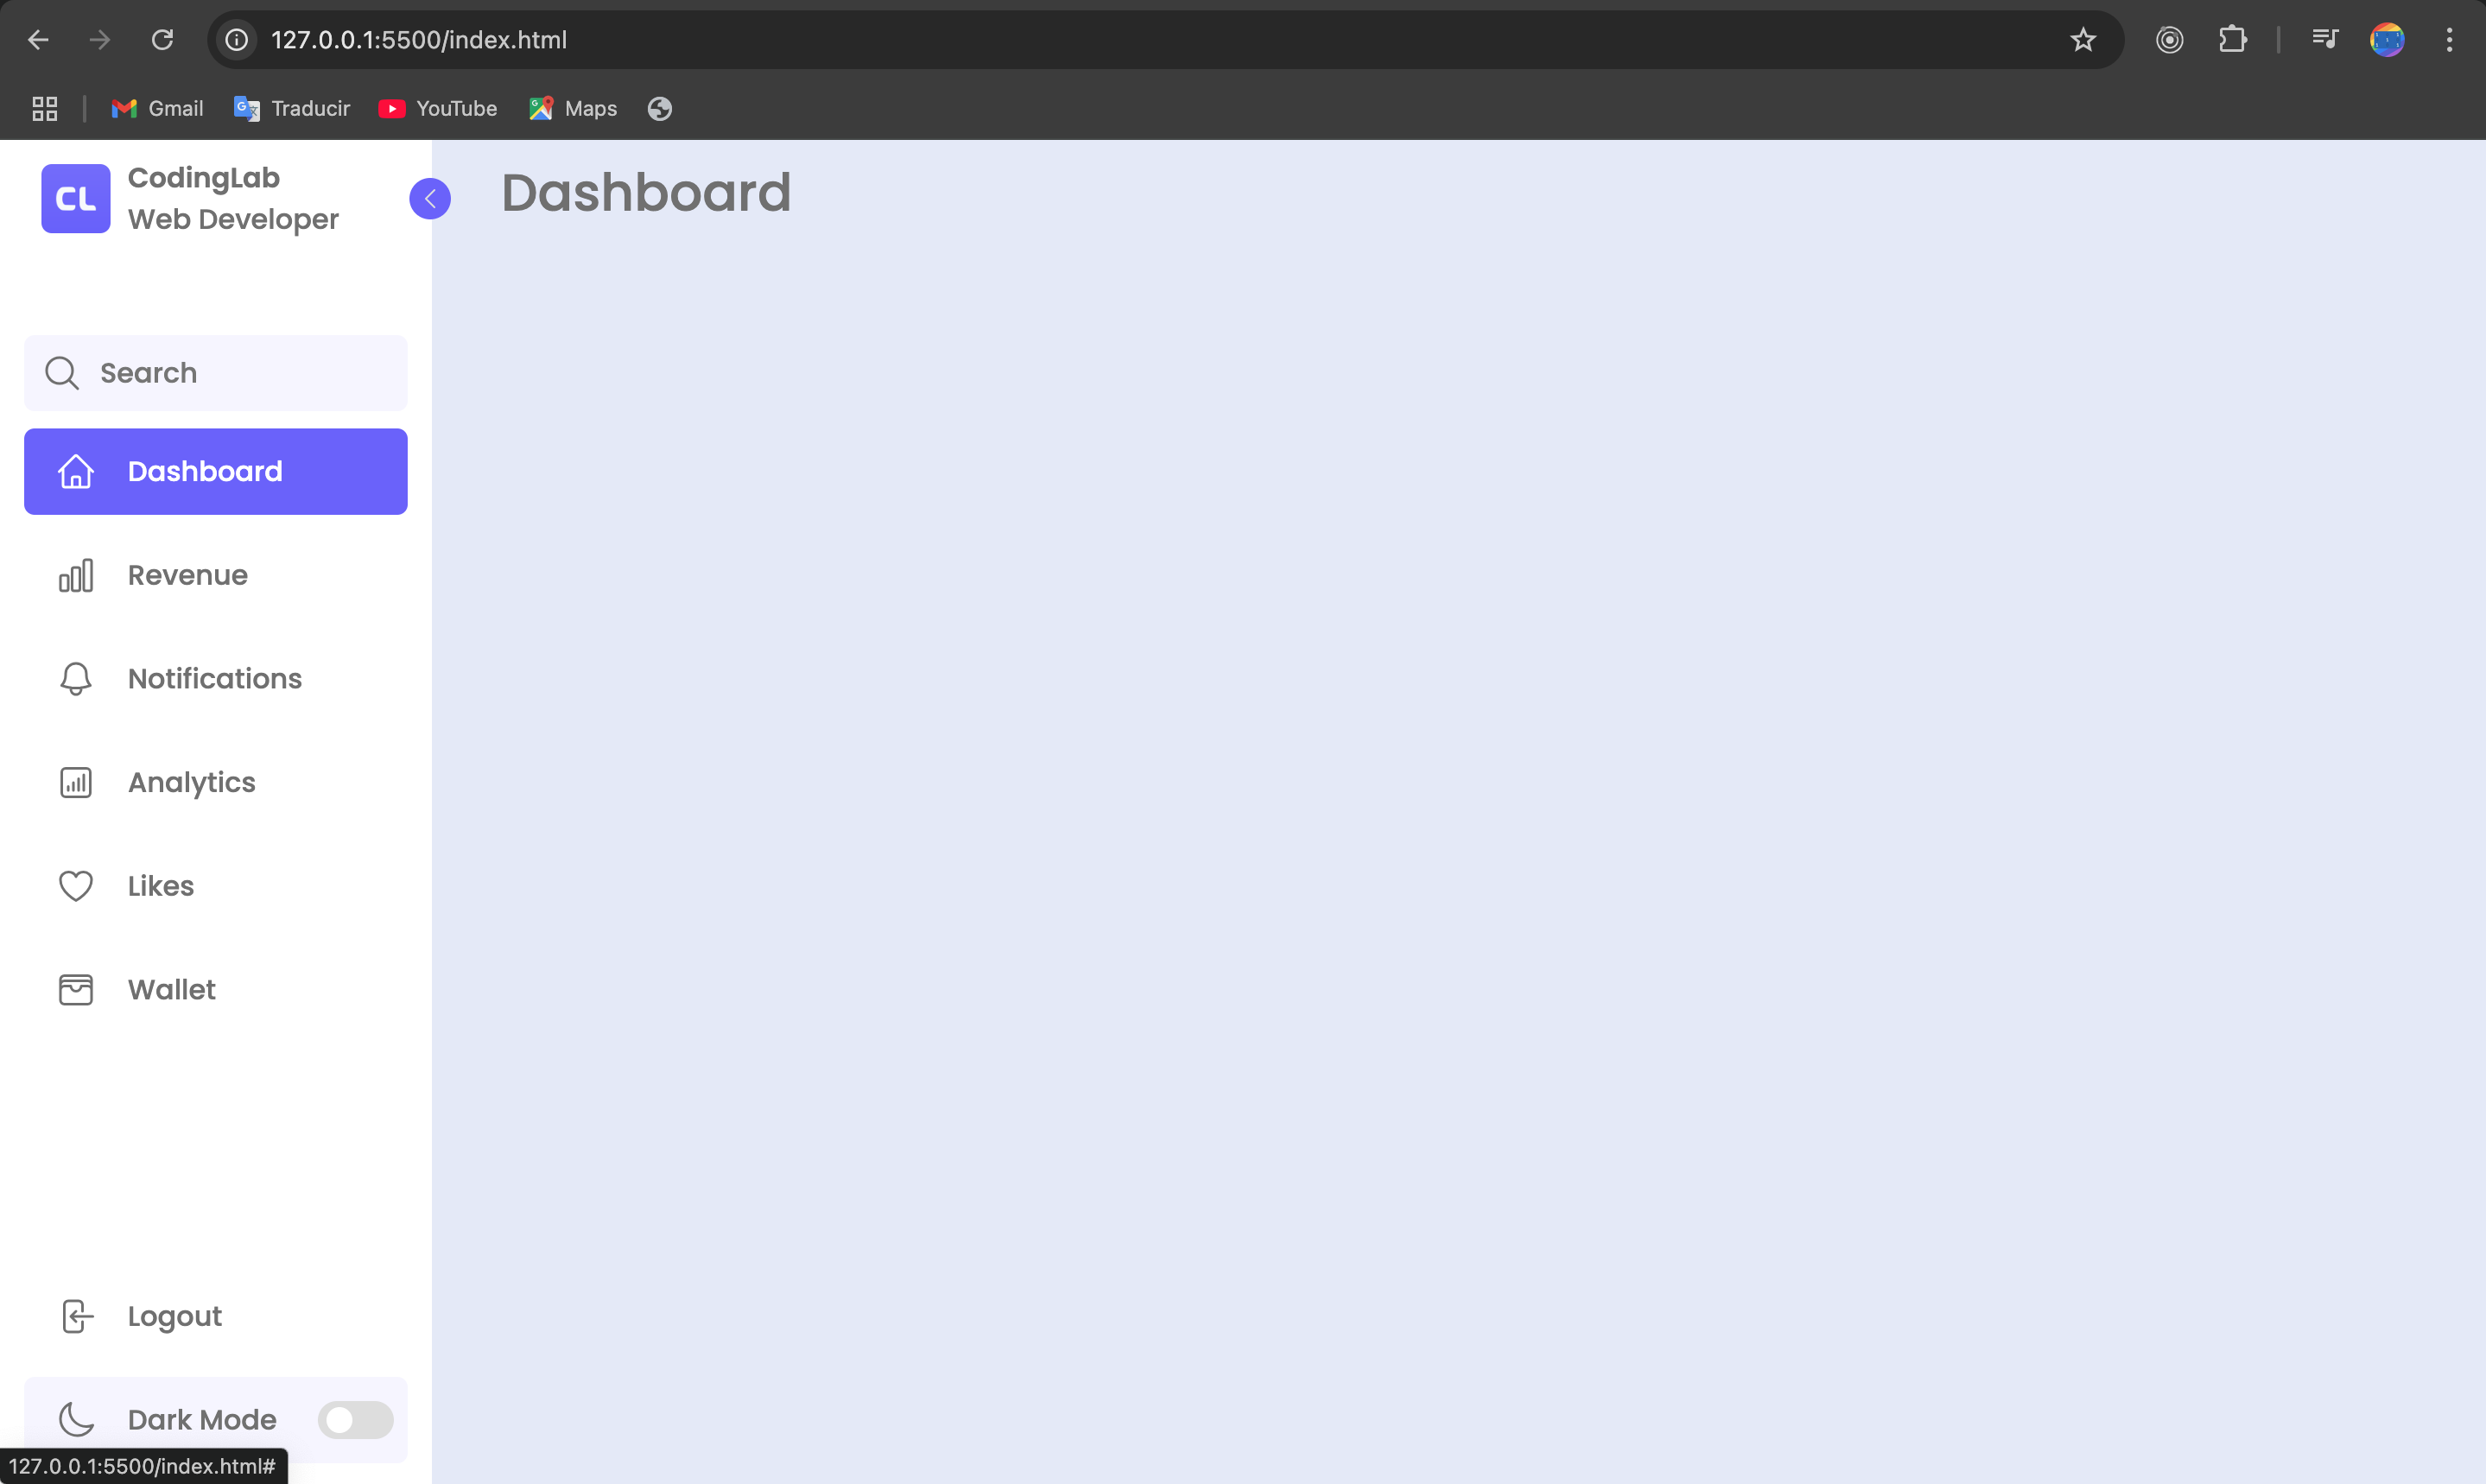 127.0.0.1:5500/index.html
Gmail
Traducir
YouTube
Maps
CL
CodingLab
Web Developer
Dashboard
Search
Dashboard
Revenue
Notifications
Analytics
Likes
Wallet
Logout
Dark Mode
127.0.0.1:5500/index.html#